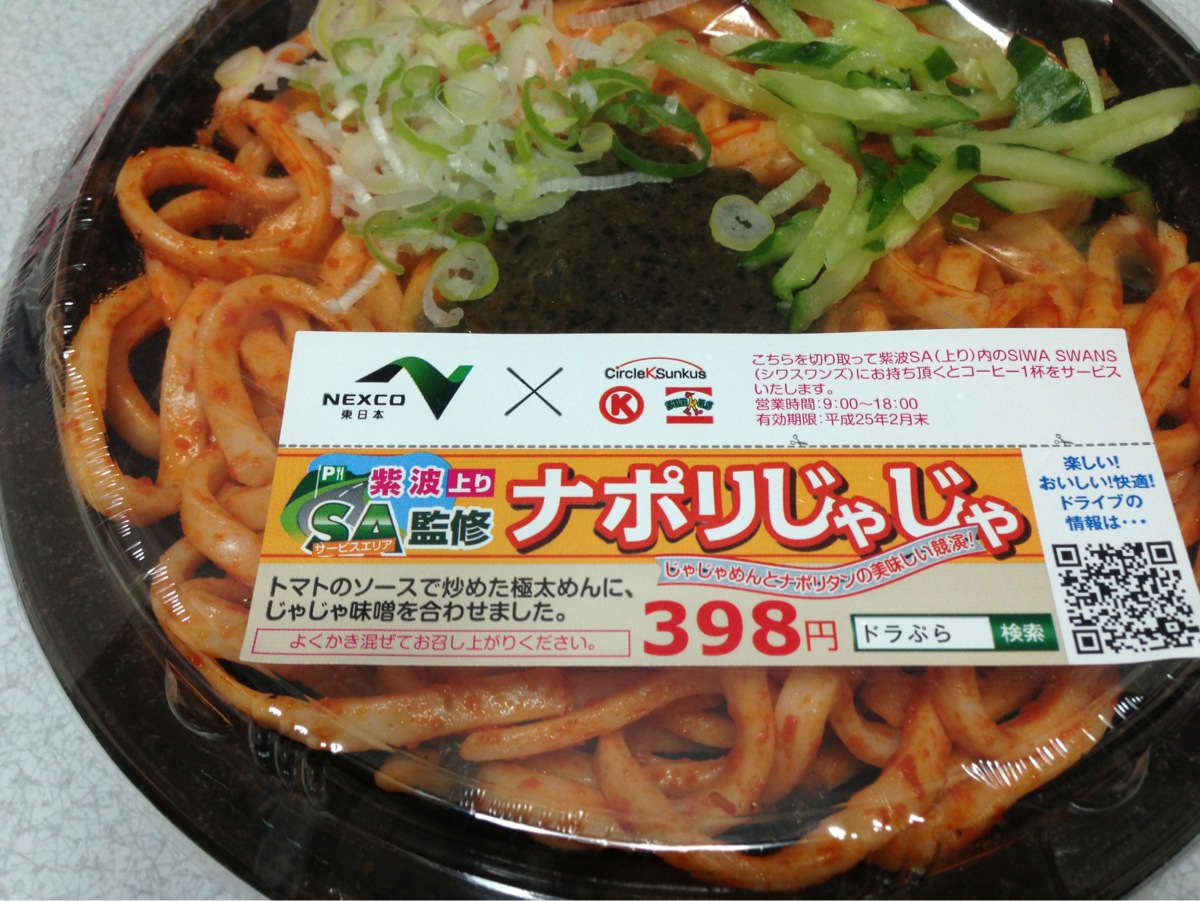 NEXCO
東日本
CircleKSunkus
K
sunkus
こちらを切り取って紫波SA(上り)内のSIWA SWANS
(シワスワンズ)にお持ち頂くとコーヒー1杯をサービス
いたします。
営業時間:9:00~18:00
有効期限:平成25年2月末
P
紫波上り
SA
サービスエリア
監修
ナポリじゃじゃ
じゃじゃめんとナポリタンの美味しい競演!
トマトのソースで炒めた極太めんに、
じゃじゃ味噌を合わせました。
よくかき混ぜてお召し上がりください。
398円
ドラぷら 検索
楽しい!
おいしい!快適!
ドライブの
情報は・・・